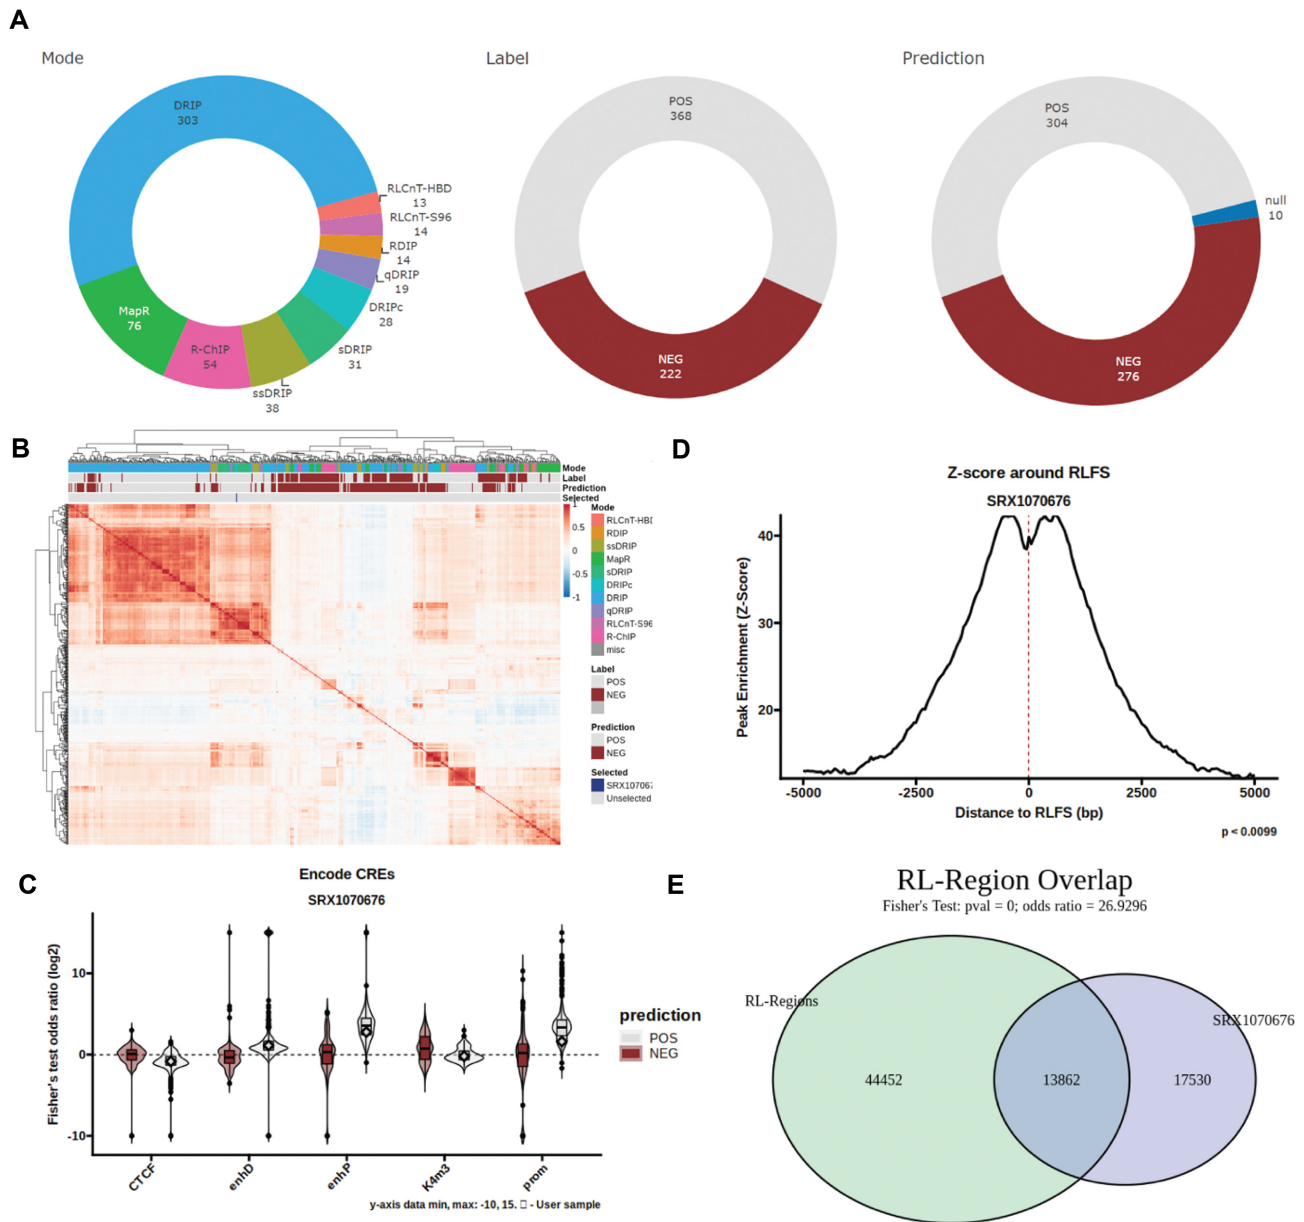 A
Mode
DRIP
303
RLCnT-HBD
13
RLCnT-S96
14
RDIP
14
qDRIP
19
DRIPc
28
sDRIP
31
ssDRIP
38
R-ChIP
54
MapR
76
Label
POS
368
NEG
222
Prediction
POS
304
null
10
NEG
276
B
Mode
Label
Prediction
Selected
1
0.5
0
-0.5
-1
Mode
RLCnT-HBD
RDIP
ssDRIP
MapR
sDRIP
DRIPc
DRIP
qDRIP
RLCnT-S96
R-ChIP
misc
Label
POS
NEG
Prediction
POS
NEG
Selected
SRX107067
Unselected
C
Encode CREs
SRX1070676
Fisher's test odds ratio (log2)
10
0
-10
CTCF
enhD
enhP
K4m3
prom
y-axis data min, max: -10, 15. □ - User sample
prediction
POS
NEG
D
Z-score around RLFS
SRX1070676
Peak Enrichment (Z-Score)
40
30
20
-5000
-2500
0
2500
5000
Distance to RLFS (bp)
p < 0.0099
E
RL-Region Overlap
Fisher's Test: pval = 0; odds ratio = 26.9296
RL-Regions
SRX1070676
44452
13862
17530